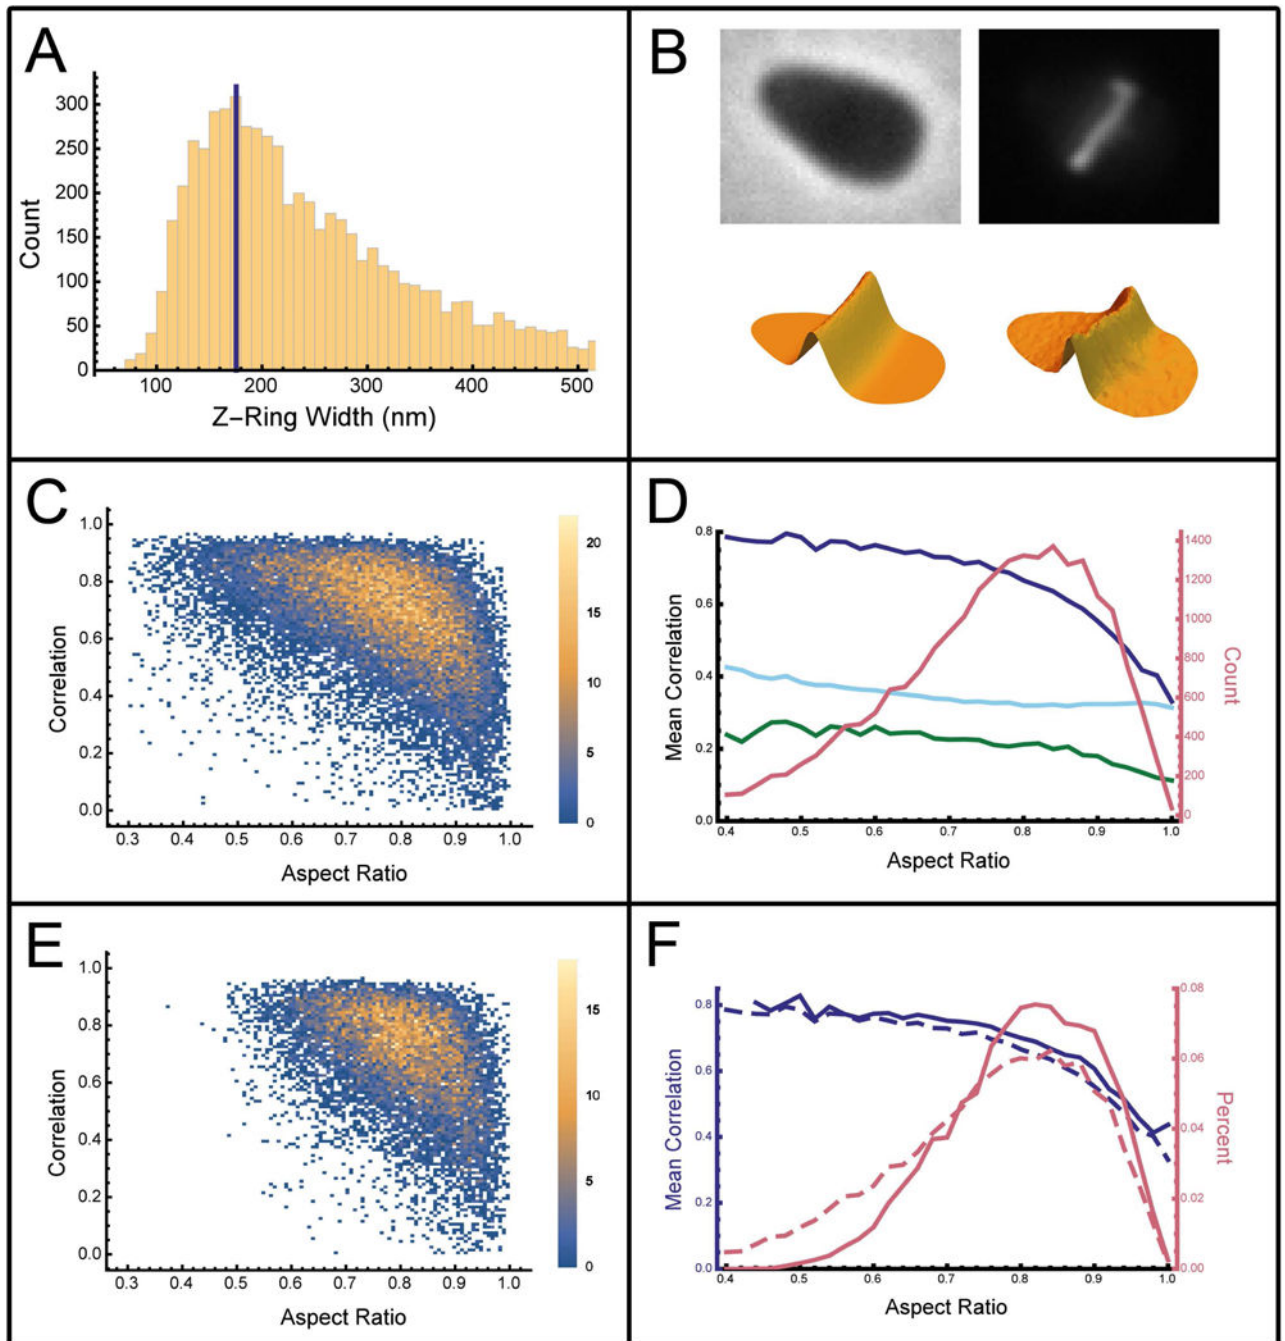 A
300
250
200
150
100
50
0
Count
100 200 300 400 500
Z–Ring Width (nm)
B
C
1.0
0.8
0.6
0.4
0.2
0.0
Correlation
0.3 0.4 0.5 0.6 0.7 0.8 0.9 1.0
Aspect Ratio
20
15
10
5
0
D
0.8
0.6
0.4
0.2
0.0
Mean Correlation
0.4 0.5 0.6 0.7 0.8 0.9 1.0
Aspect Ratio
1400
1200
1000
800
600
400
200
0
Count
E
1.0
0.8
0.6
0.4
0.2
0.0
Correlation
0.3 0.4 0.5 0.6 0.7 0.8 0.9 1.0
Aspect Ratio
15
10
5
0
F
0.8
0.6
0.4
0.2
0.0
Mean Correlation
0.4 0.5 0.6 0.7 0.8 0.9 1.0
Aspect Ratio
0.08
0.06
0.04
0.02
0.00
Percent